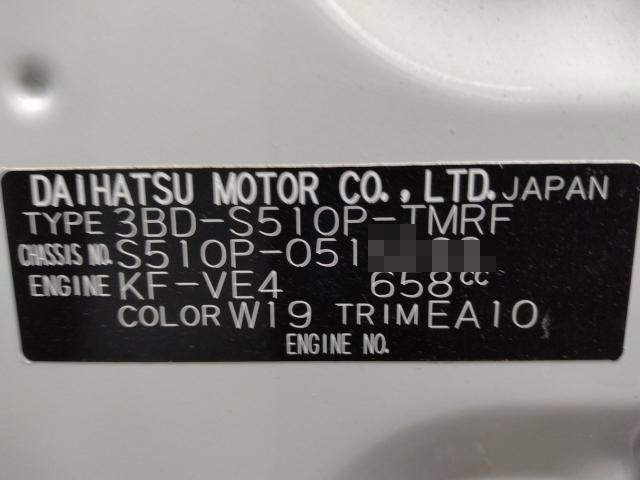 DAIHATSU MOTOR CO., LTD. JAPAN
TYPE 3BD-S510P-TMRF
CHASSIS NO. S510P-051
ENGINE KF-VE4 658cc
COLOR W19 TRIM EA10
ENGINE NO.